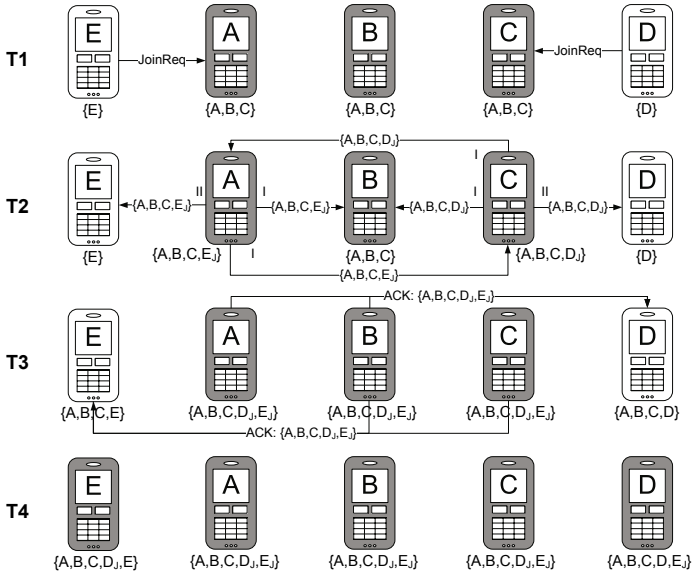 E A B C D
T1 JoinReq JoinReq
{E} {A,B,C} {A,B,C} {A,B,C} {D}
{A,B,C,DJ}
I
E A B C D
T2 II I I II
{A,B,C,EJ} {A,B,C,EJ} {A,B,C,DJ} {A,B,C,DJ}
{E} {A,B,C,EJ} I {A,B,C} {A,B,C,DJ} {D}
{A,B,C,EJ}
ACK: {A,B,C,DJ,EJ}
E A B C D
T3
{A,B,C,E} {A,B,C,DJ,EJ} {A,B,C,DJ,EJ} {A,B,C,DJ,EJ} {A,B,C,D}
ACK: {A,B,C,DJ,EJ}
E A B C D
T4
{A,B,C,DJ,E} {A,B,C,DJ,EJ} {A,B,C,DJ,EJ} {A,B,C,DJ,EJ} {A,B,C,D,EJ}